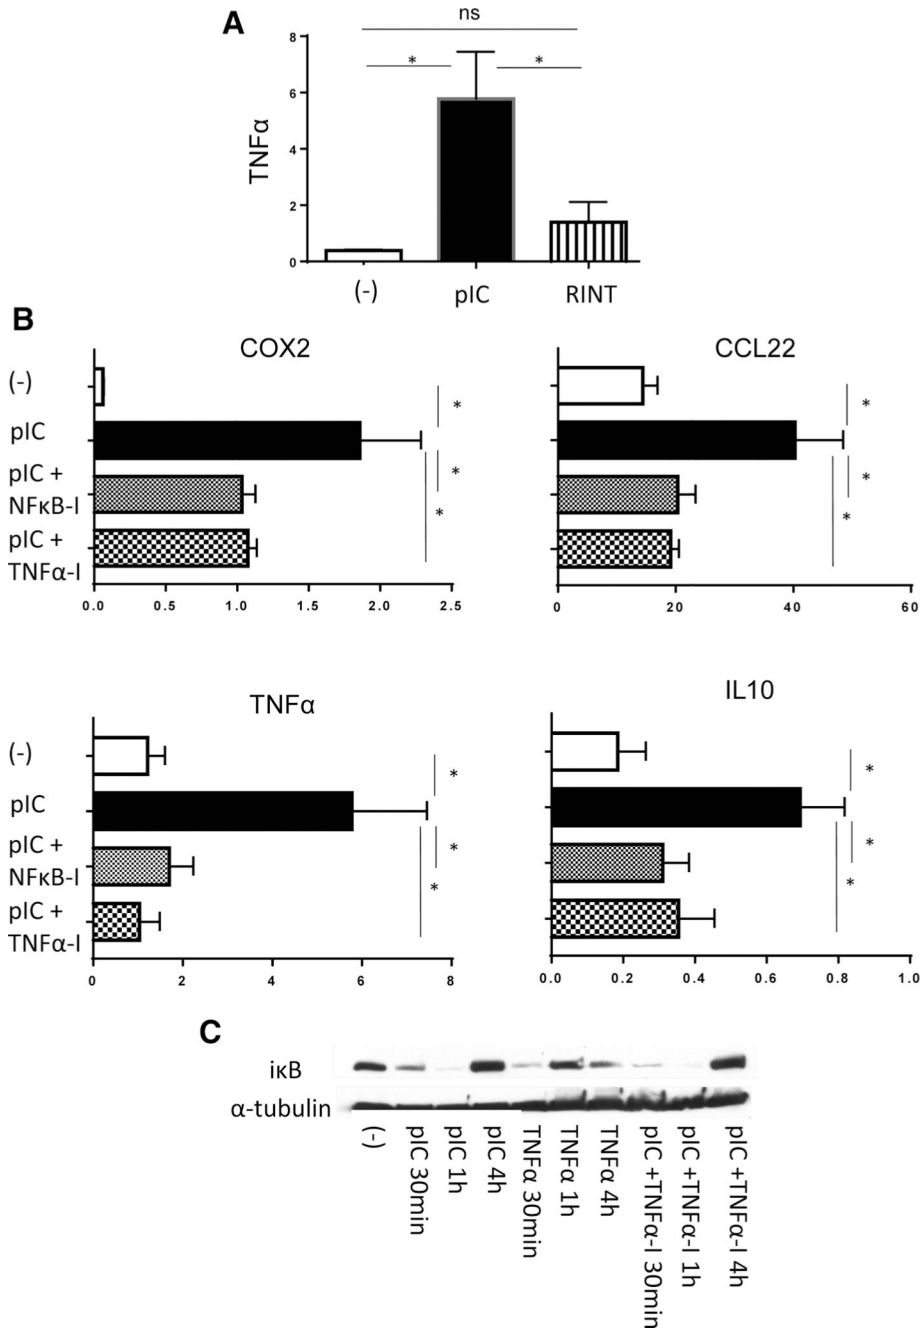 A
ns
* *
8
6
4
2
0
TNFα
(-) pIC RINT
B
COX2
(-)
pIC
pIC +
NFκB-I
pIC +
TNFα-I
*
*
*
0.0 0.5 1.0 1.5 2.0 2.5
CCL22
*
*
*
0 20 40 60
TNFα
(-)
pIC
pIC +
NFκB-I
pIC +
TNFα-I
*
*
*
0 2 4 6 8
IL10
*
*
*
0.0 0.2 0.4 0.6 0.8 1.0
C
iκB
α-tubulin
(-)
pIC 30min
pIC 1h
pIC 4h
TNFα 30min
TNFα 1h
TNFα 4h
pIC +TNFα-I 30min
pIC +TNFα-I 1h
pIC +TNFα-I 4h